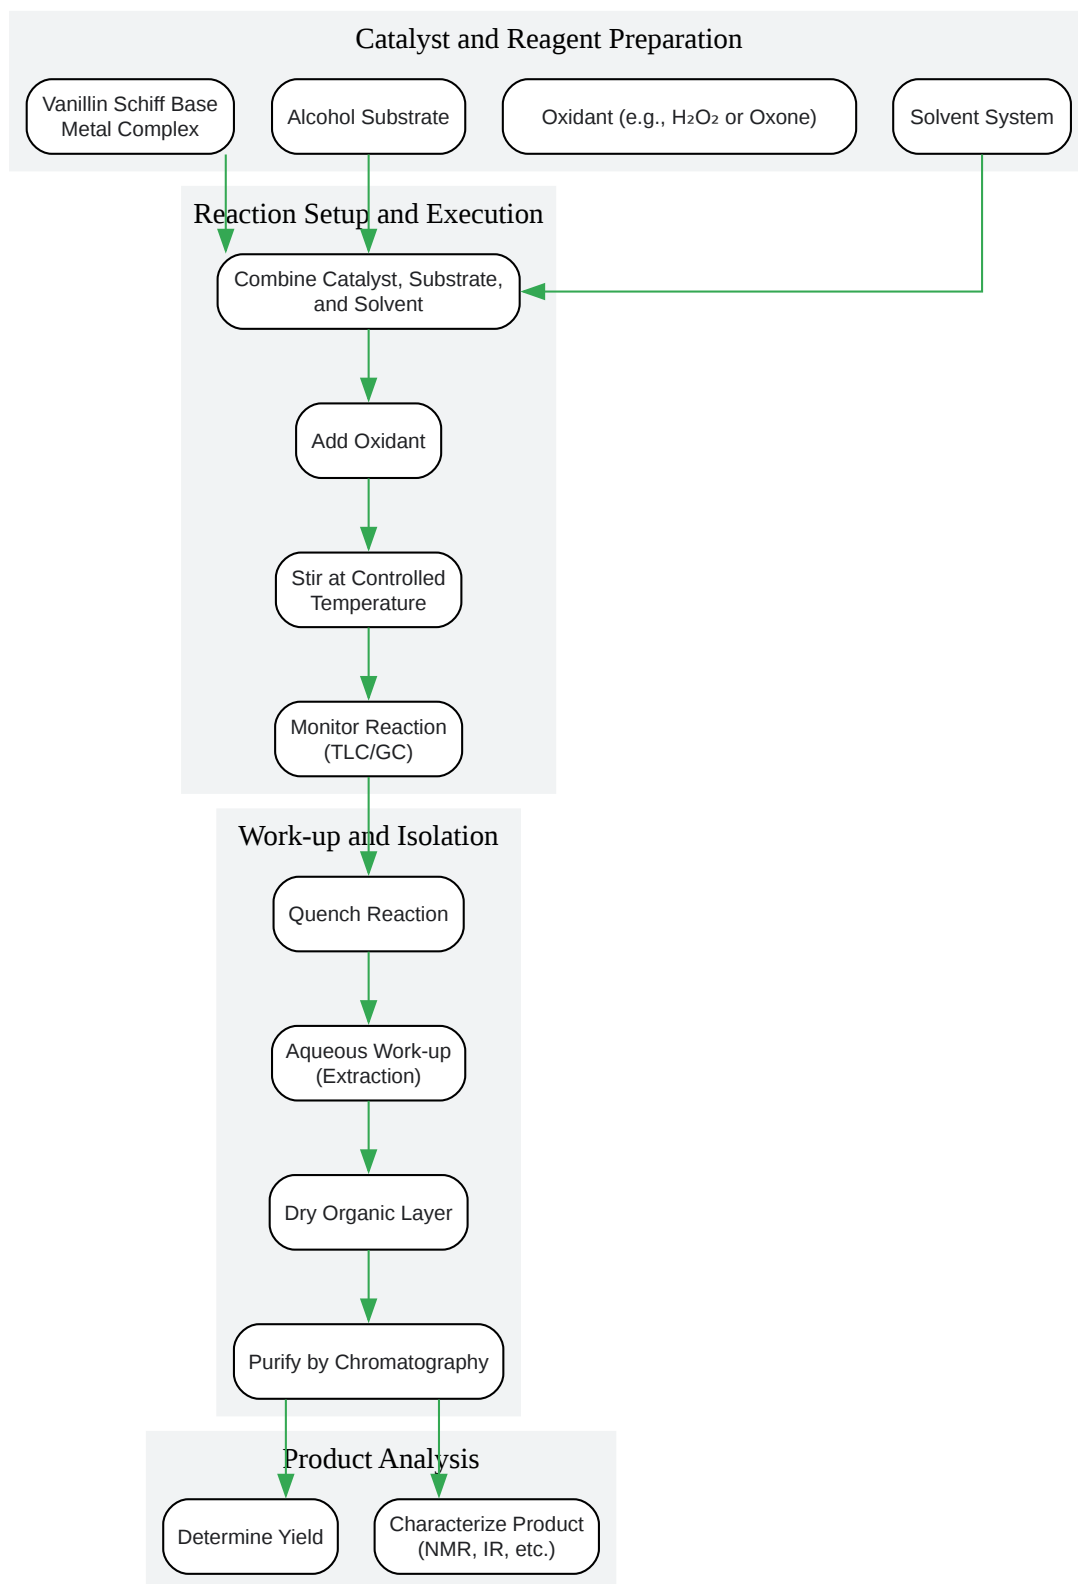 Catalyst and Reagent Preparation
Vanillin Schiff Base
Metal Complex
Alcohol Substrate
Oxidant (e.g., H₂O₂ or Oxone)
Solvent System
Reaction Setup and Execution
Combine Catalyst, Substrate,
and Solvent
Add Oxidant
Stir at Controlled
Temperature
Monitor Reaction
(TLC/GC)
Work-up and Isolation
Quench Reaction
Aqueous Work-up
(Extraction)
Dry Organic Layer
Purify by Chromatography
Product Analysis
Determine Yield
Characterize Product
(NMR, IR, etc.)